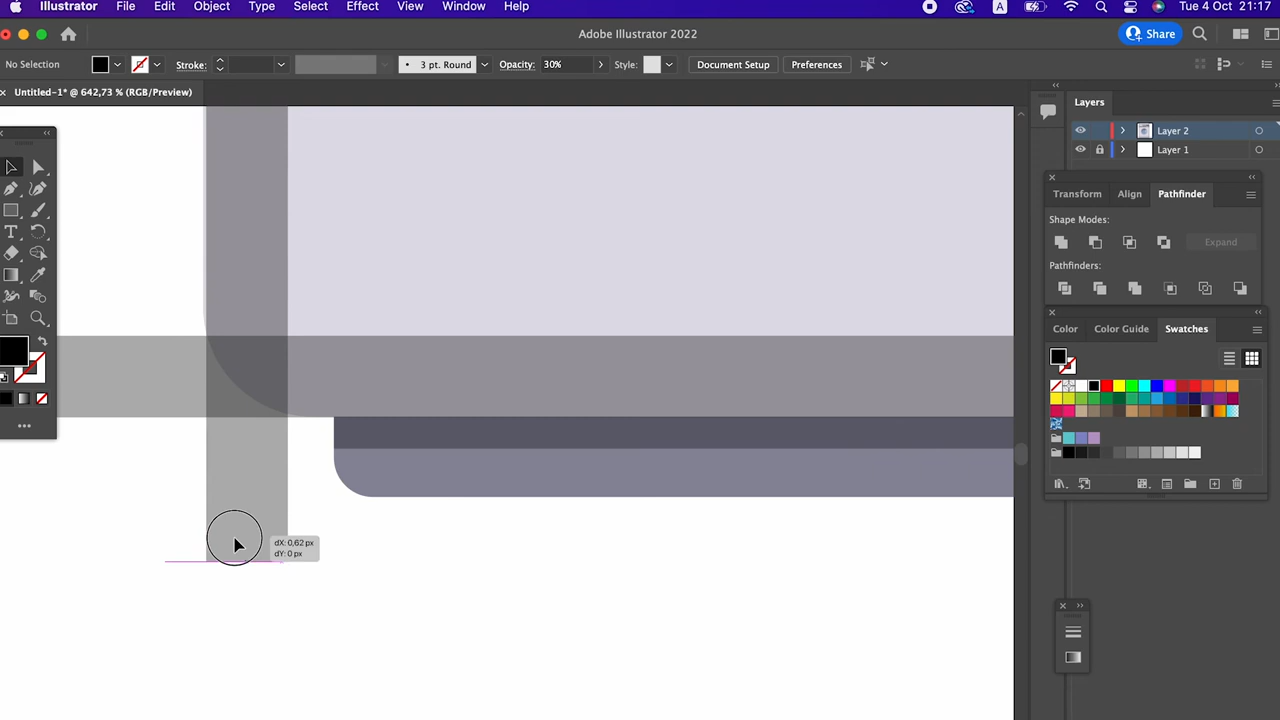 Illustrator File Edit Object Type Select Effect View Window Help A Tue 4 Oct 21:17
Adobe Illustrator 2022 Share
No Selection Stroke: 3 pt. Round Opacity: 30% Style: Document Setup Preferences
Untitled-1* @ 642,73 % (RGB/Preview)
Layers
Layer 2
Layer 1
Transform Align Pathfinder
Shape Modes:
Expand
Pathfinders:
Color Color Guide Swatches
dX: 0,62 px
dY: 0 px